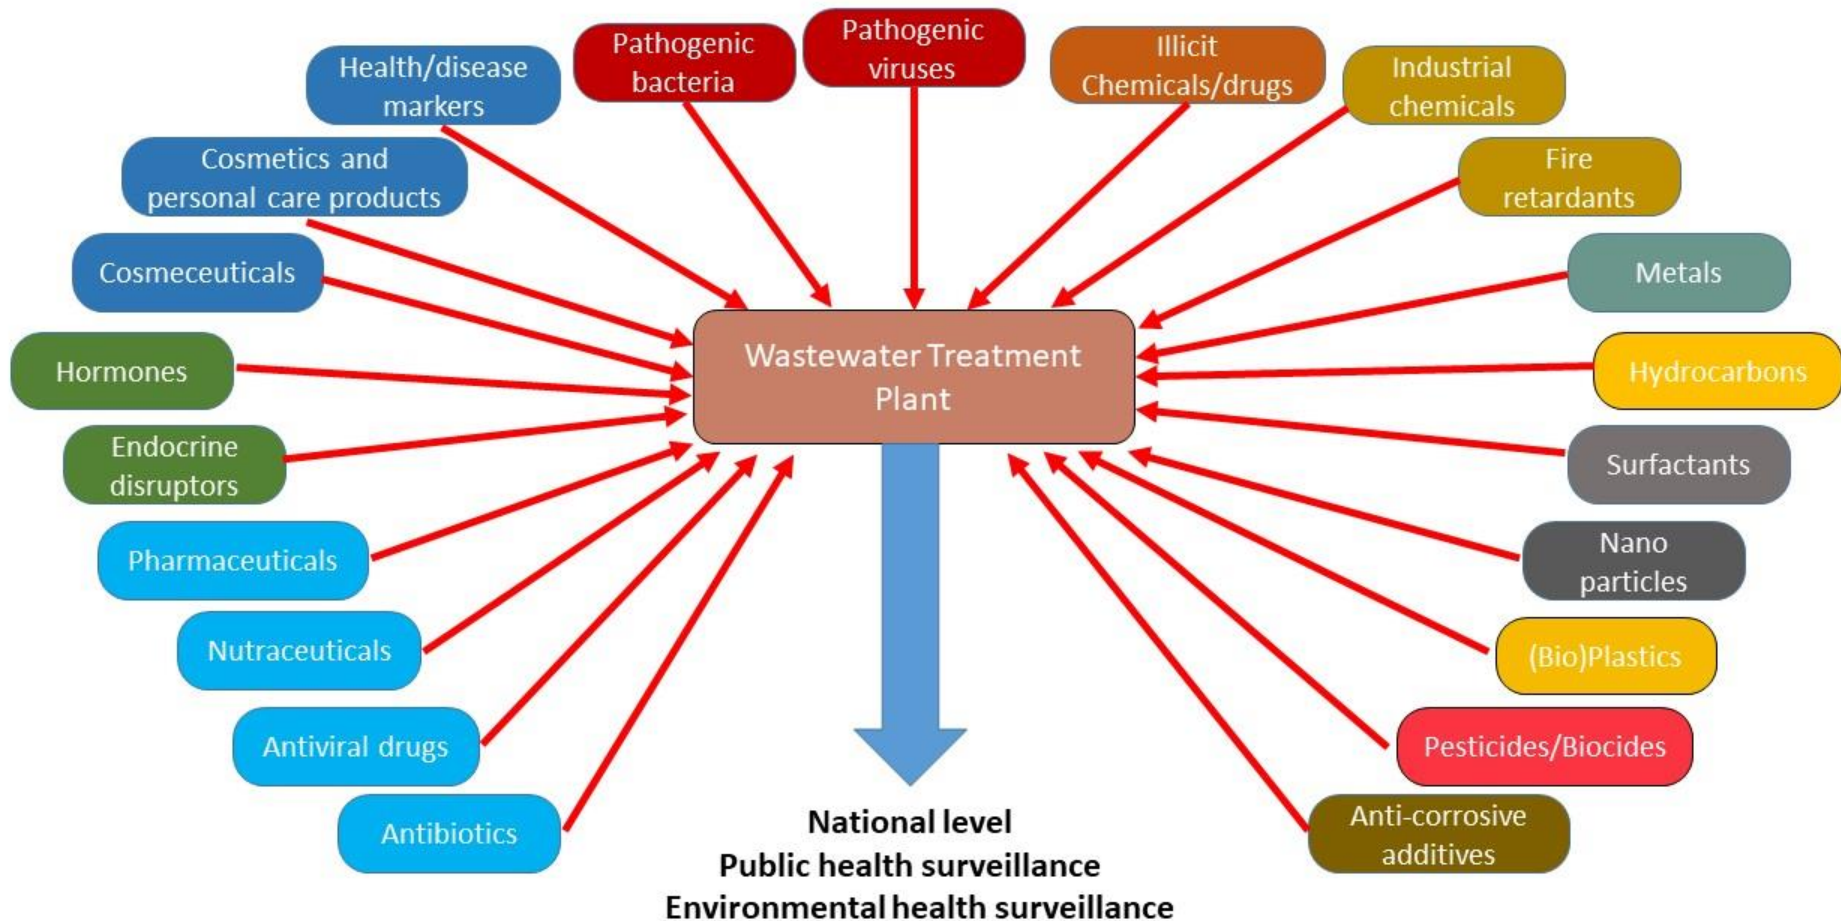 Pathogenic
bacteria
Pathogenic
viruses
Illicit
Chemicals/drugs
Health/disease
markers
Industrial
chemicals
Cosmetics and
personal care products
Fire
retardants
Cosmeceuticals
Metals
Wastewater Treatment
Plant
Hormones
Hydrocarbons
Endocrine
disruptors
Surfactants
Pharmaceuticals
Nano
particles
Nutraceuticals
(Bio)Plastics
Antiviral drugs
Pesticides/Biocides
Antibiotics
Anti-corrosive
additives
National level
Public health surveillance
Environmental health surveillance